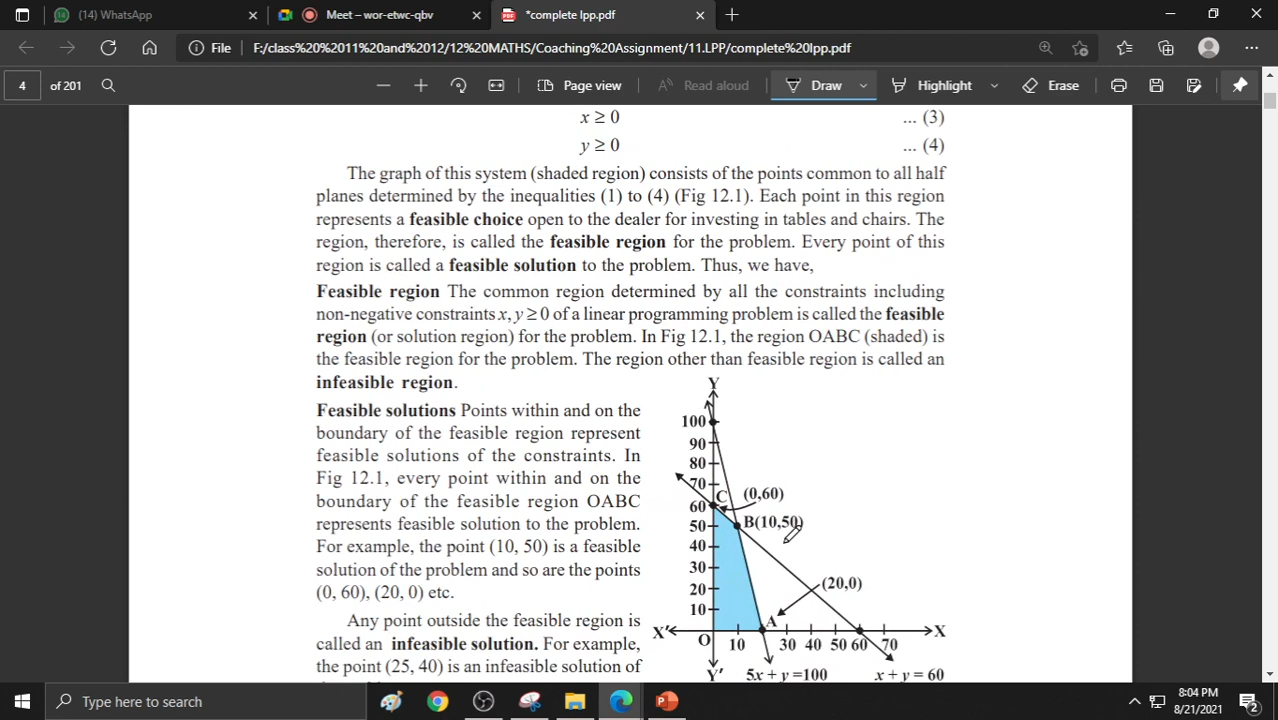 (14) WhatsApp
Meet – wor-etwc-qbv
*complete lpp.pdf
File
F:/class%20%2011%20and%2012/12%20MATHS/Coaching%20Assignment/11.LPP/complete%20lpp.pdf
4 of 201
Page view
Read aloud
Draw
Highlight
Erase
x ≥ 0 ... (3)
y ≥ 0 ... (4)
The graph of this system (shaded region) consists of the points common to all half
planes determined by the inequalities (1) to (4) (Fig 12.1). Each point in this region
represents a feasible choice open to the dealer for investing in tables and chairs. The
region, therefore, is called the feasible region for the problem. Every point of this
region is called a feasible solution to the problem. Thus, we have,
Feasible region The common region determined by all the constraints including
non-negative constraints x, y ≥ 0 of a linear programming problem is called the feasible
region (or solution region) for the problem. In Fig 12.1, the region OABC (shaded) is
the feasible region for the problem. The region other than feasible region is called an
infeasible region.
Feasible solutions Points within and on the
boundary of the feasible region represent
feasible solutions of the constraints. In
Fig 12.1, every point within and on the
boundary of the feasible region OABC
represents feasible solution to the problem.
For example, the point (10, 50) is a feasible
solution of the problem and so are the points
(0, 60), (20, 0) etc.
Any point outside the feasible region is
called an infeasible solution. For example,
the point (25, 40) is an infeasible solution of
Y
100
90
80
70
60
C
(0,60)
50
B(10,50)
40
30
20
(20,0)
10
A
X′
O
X
10 30 40 50 60 70
Y′
5x + y =100
x + y = 60
Type here to search
8:04 PM
8/21/2021
2